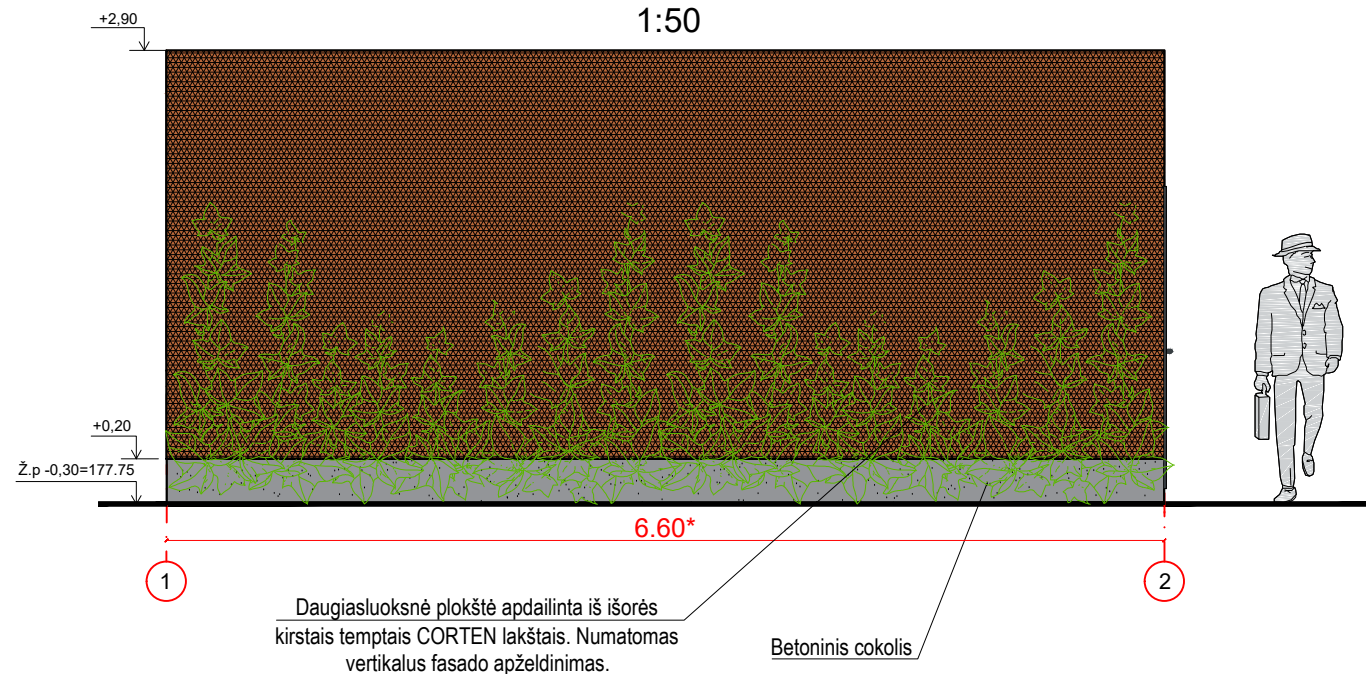 1:50
+2,90
+0,20
Ž.p -0,30=177.75
6.60*
1
2
Daugiasluoksnė plokštė apdailinta iš išorės
kirstais temptais CORTEN lakštais. Numatomas
vertikalus fasado apželdinimas.
Betoninis cokolis